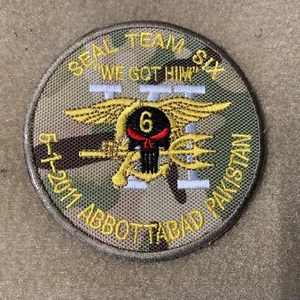 SEAL TEAM SIX
"WE GOT HIM"
6
5-1-2011 ABBOTTABAD PAKISTAN